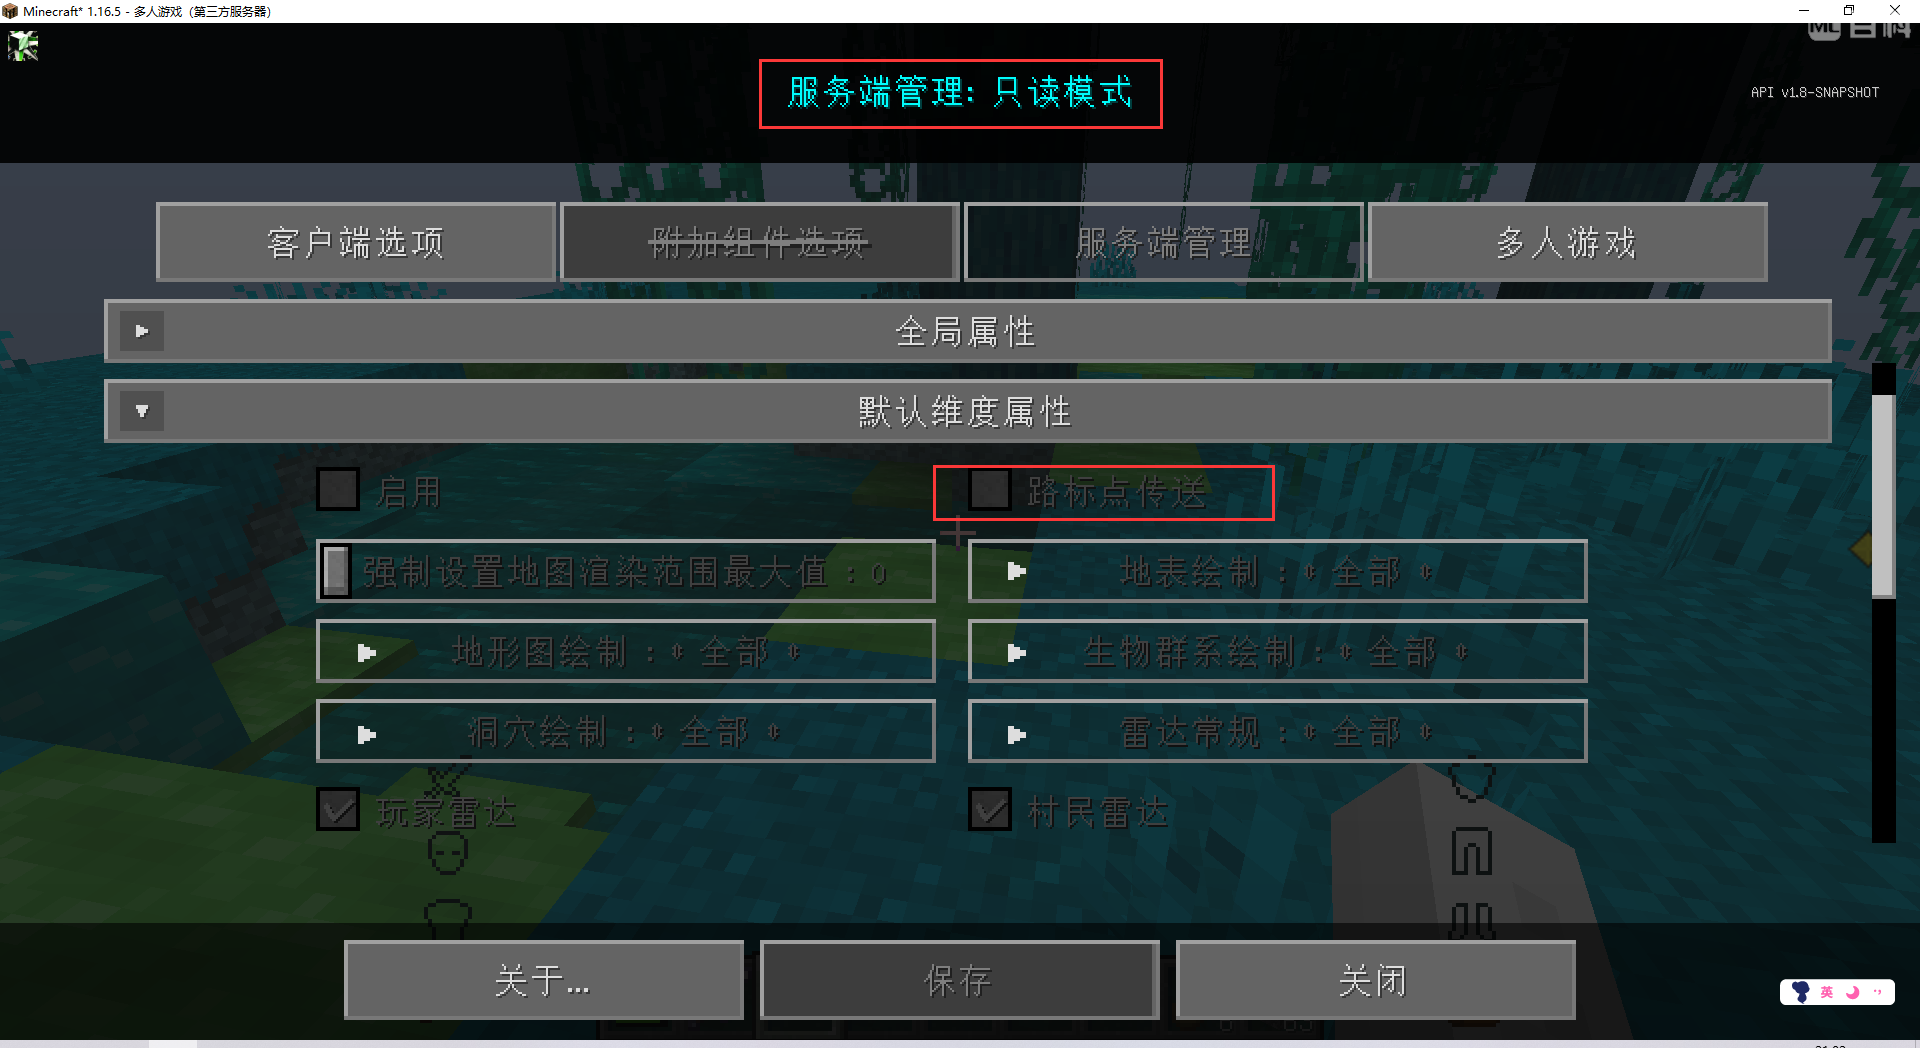 Minecraft* 1.16.5 - 多人游戏（第三方服务器）
MC百科
服务端管理: 只读模式
API v1.8-SNAPSHOT
客户端选项 附加组件选项 服务端管理 多人游戏
全局属性
默认维度属性
启用 路标点传送
强制设置地图渲染范围最大值 : 0 地表绘制 : 全部
地形图绘制 : 全部 生物群系绘制 : 全部
洞穴绘制 : 全部 雷达常规 : 全部
玩家雷达 村民雷达
关于... 保存 关闭
英